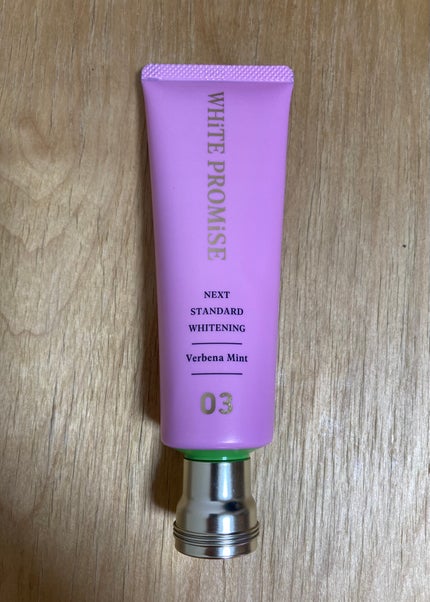 WHiTE PROMiSE
NEXT
STANDARD
WHITENING
Verbena Mint
03